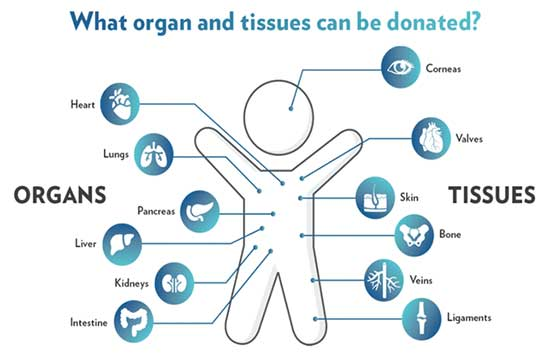 What organ and tissues can be donated?
ORGANS
Heart
Lungs
Pancreas
Liver
Kidneys
Intestine
TISSUES
Corneas
Valves
Skin
Bone
Veins
Ligaments